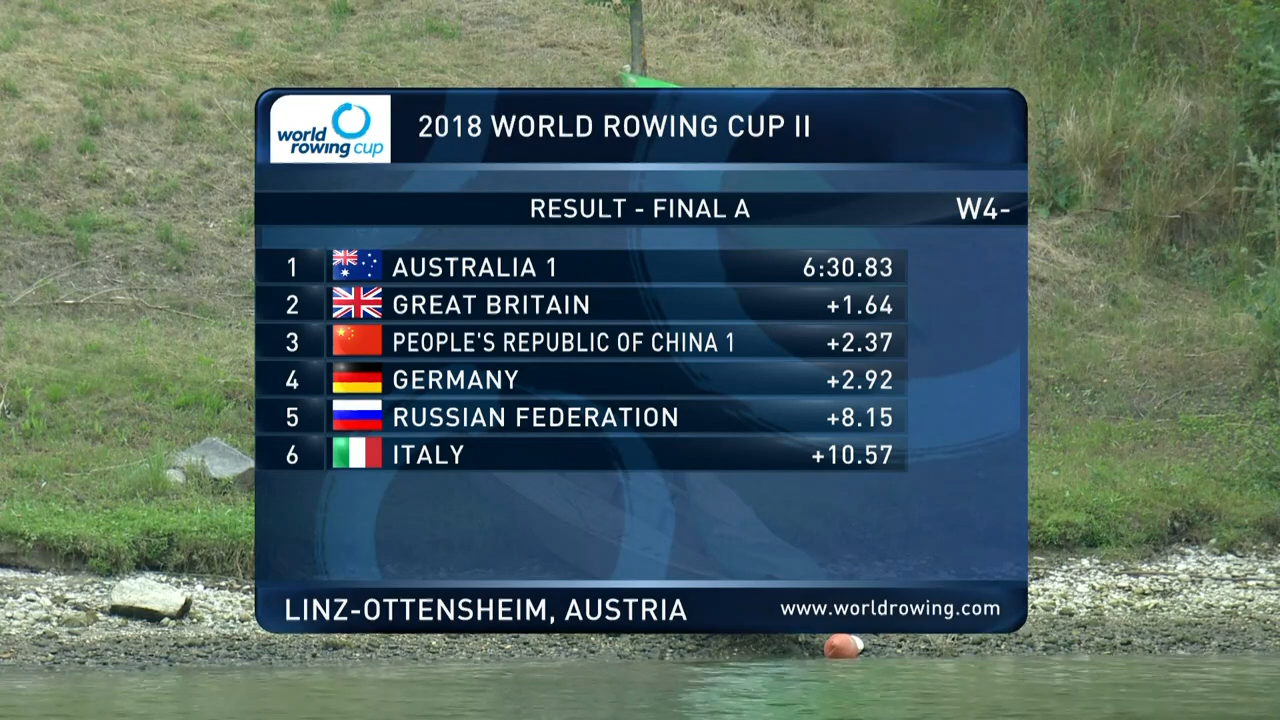 world
rowing cup
2018 WORLD ROWING CUP II
RESULT - FINAL A W4-
1 AUSTRALIA 1 6:30.83
2 GREAT BRITAIN +1.64
3 PEOPLE'S REPUBLIC OF CHINA 1 +2.37
4 GERMANY +2.92
5 RUSSIAN FEDERATION +8.15
6 ITALY +10.57
LINZ-OTTENSHEIM, AUSTRIA www.worldrowing.com